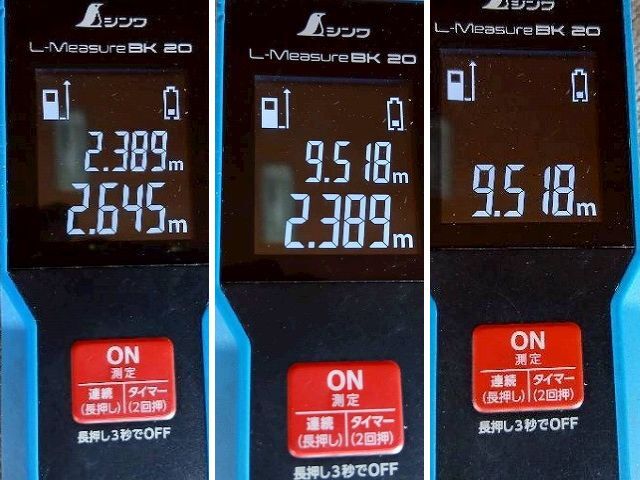 シンワ
L-Measure BK 20
2.389m
2.645m
ON
測定
連続 タイマー
(長押し) (2回押)
長押し3秒でOFF
シンワ
L-Measure BK 20
9.518m
2.389m
ON
測定
連続 タイマー
(長押し) (2回押)
長押し3秒でOFF
シンワ
L-Measure BK 20
9.518m
ON
測定
連続 タイマー
(長押し) (2回押)
長押し3秒でOFF